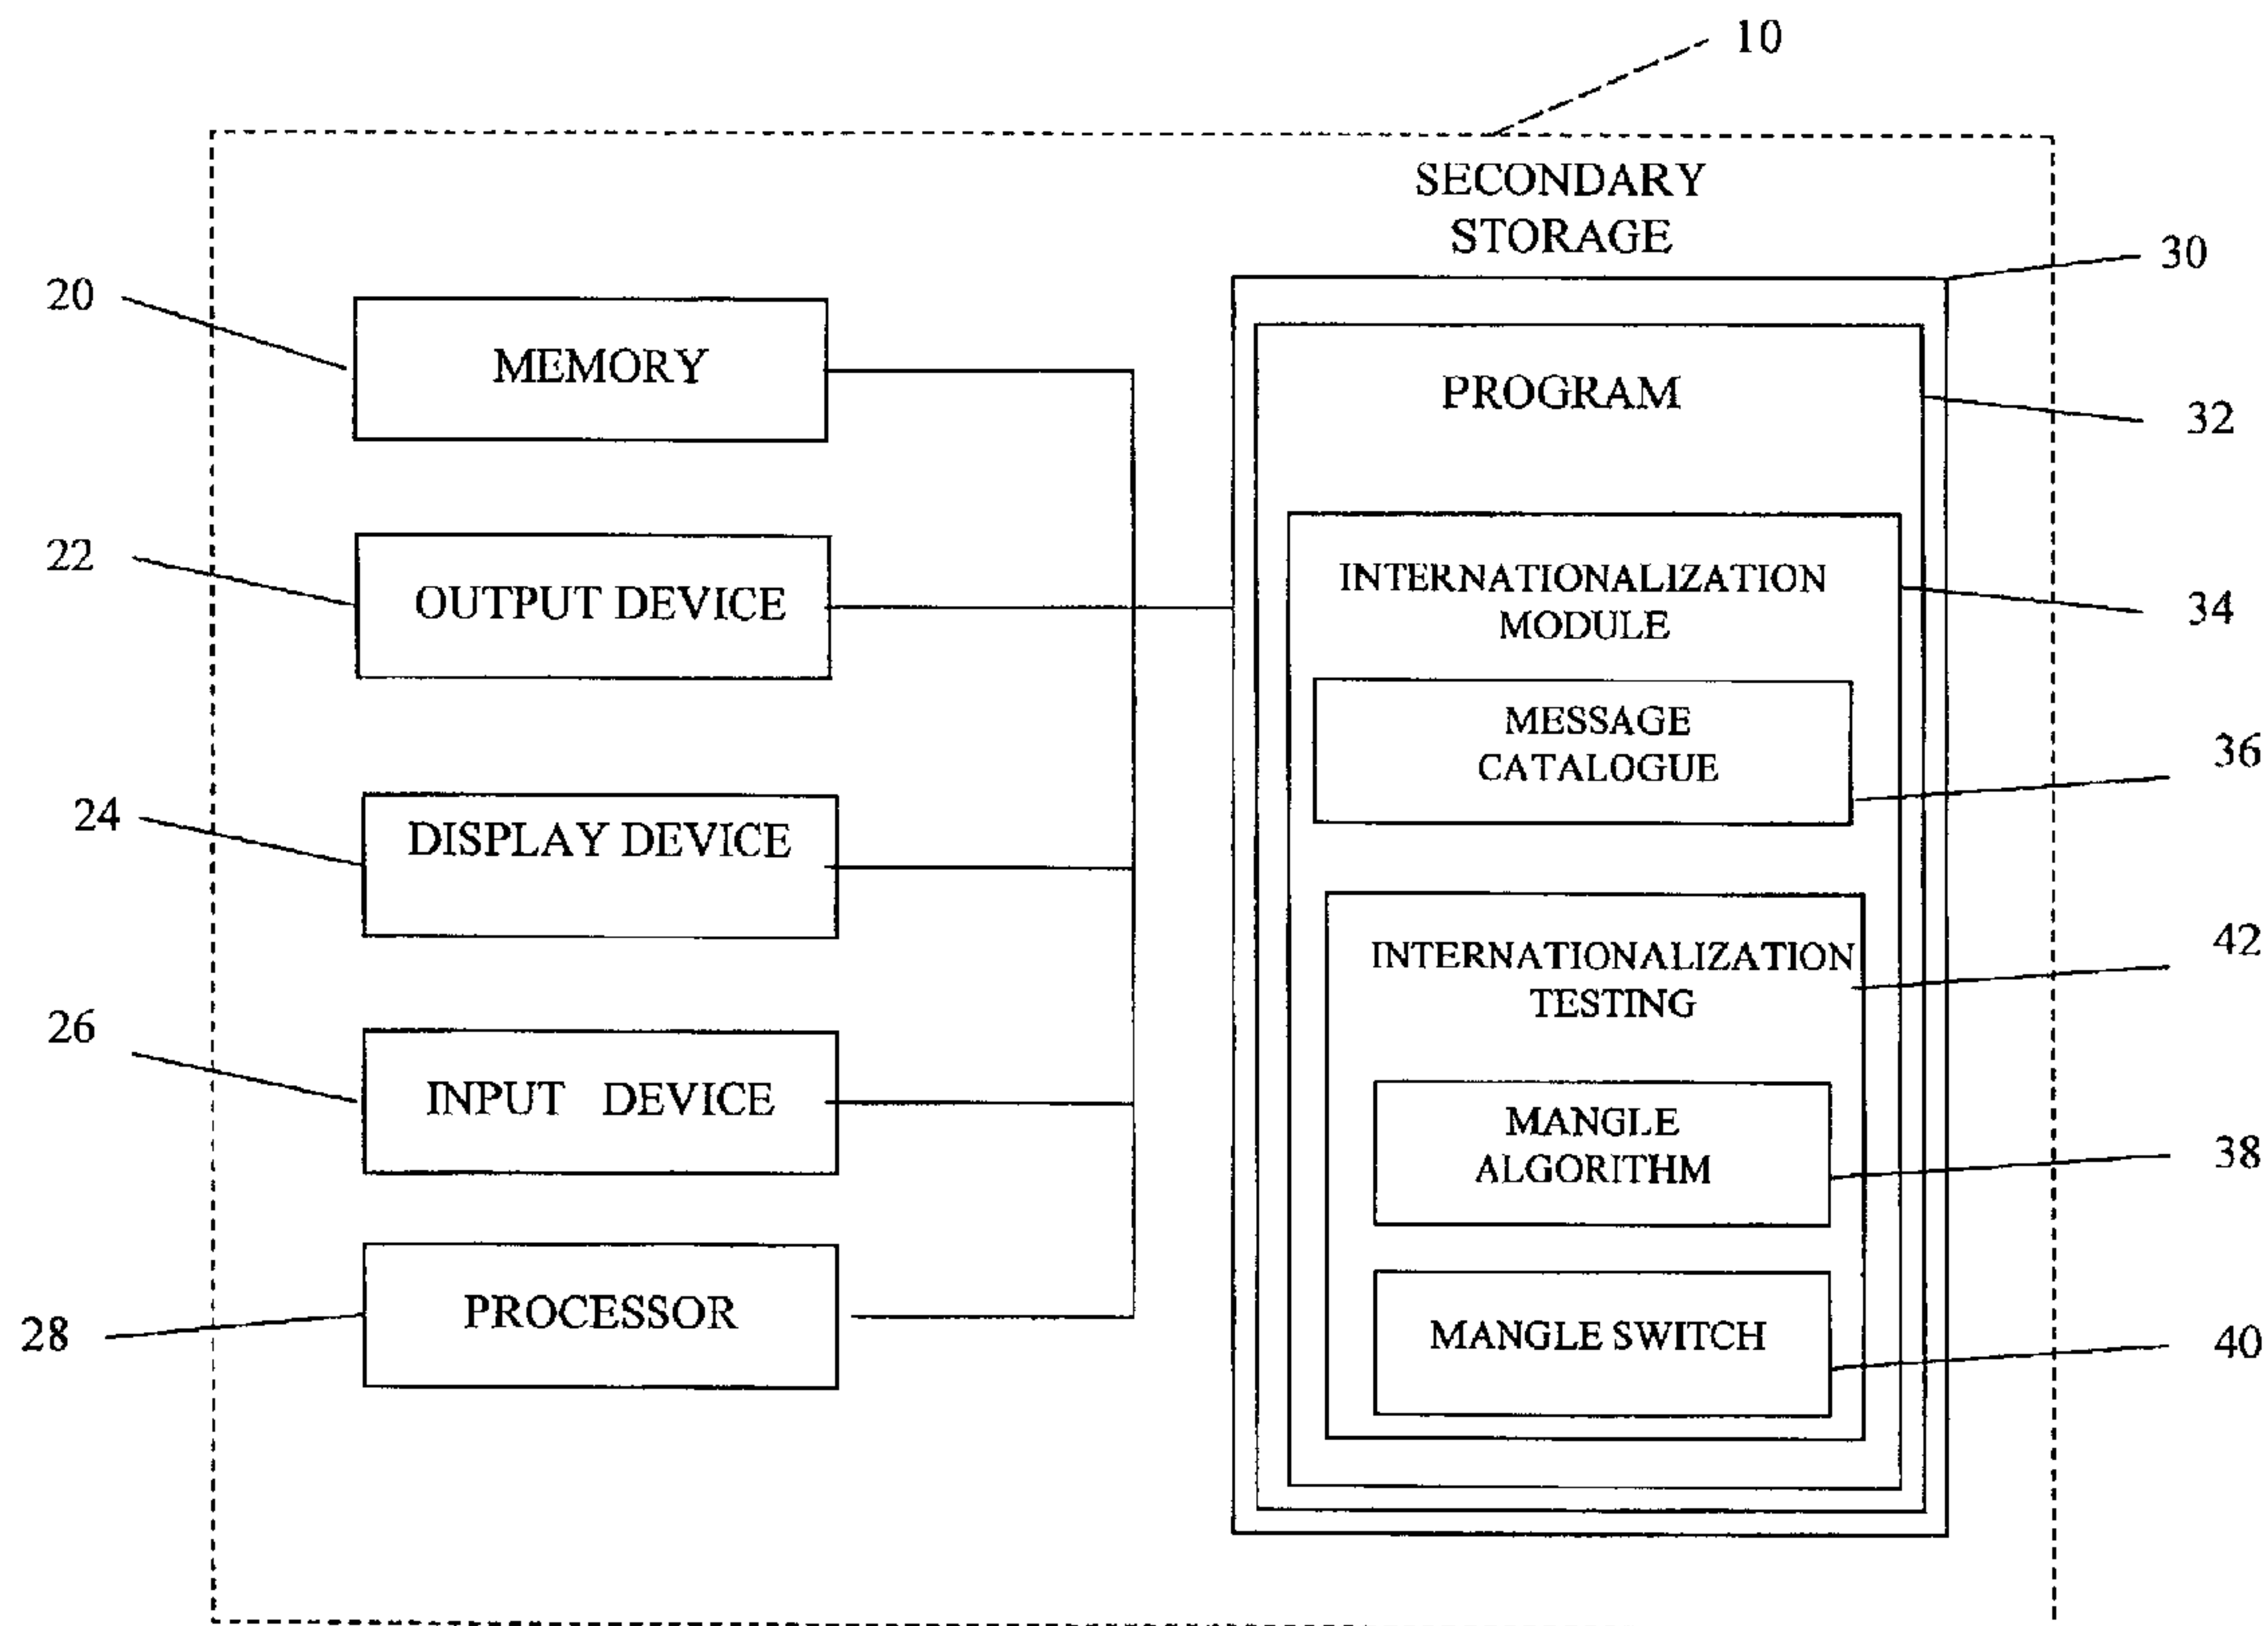 10
SECONDARY
STORAGE
30
20
MEMORY
PROGRAM
32
22
OUTPUT DEVICE
INTERNATIONALIZATION
MODULE
34
MESSAGE
CATALOGUE
36
24
DISPLAY DEVICE
INTERNATIONALIZATION
TESTING
42
26
INPUT DEVICE
MANGLE
ALGORITHM
38
28
PROCESSOR
MANGLE SWITCH
40